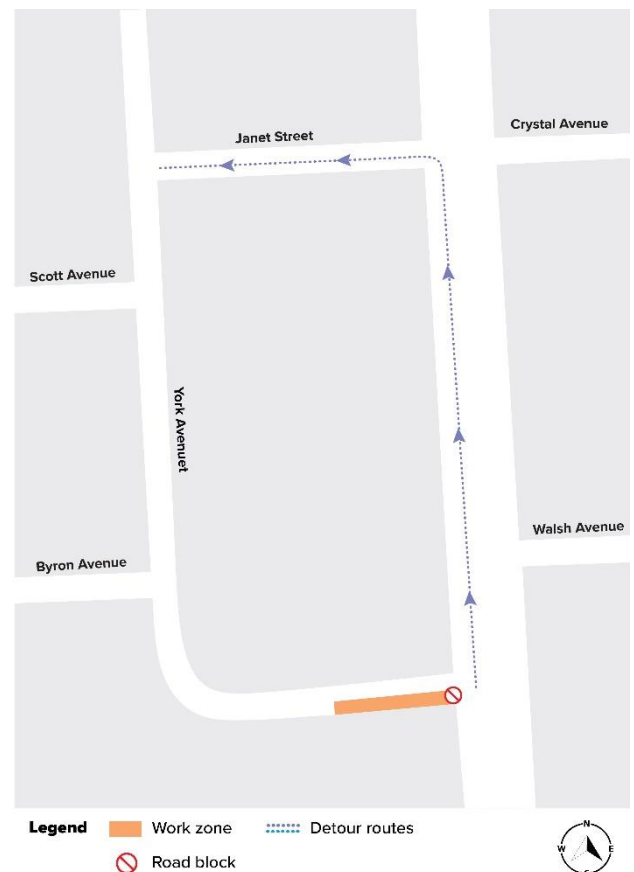 Janet Street
Crystal Avenue
Scott Avenue
York Avenuet
Byron Avenue
Walsh Avenue
Legend Work zone Detour routes
Road block
N
W E
S